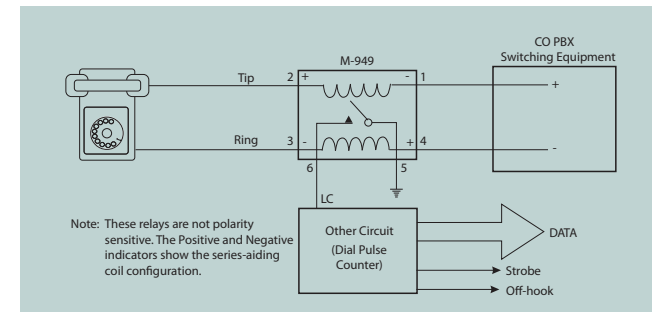 CO PBX
Switching Equipment
M-949
Tip 2 + - 1 +
Ring 3 - + 4 -
6 5
LC
Note: These relays are not polarity
sensitive. The Positive and Negative
indicators show the series-aiding
coil configuration.
Other Circuit
(Dial Pulse
Counter)
DATA
Strobe
Off-hook